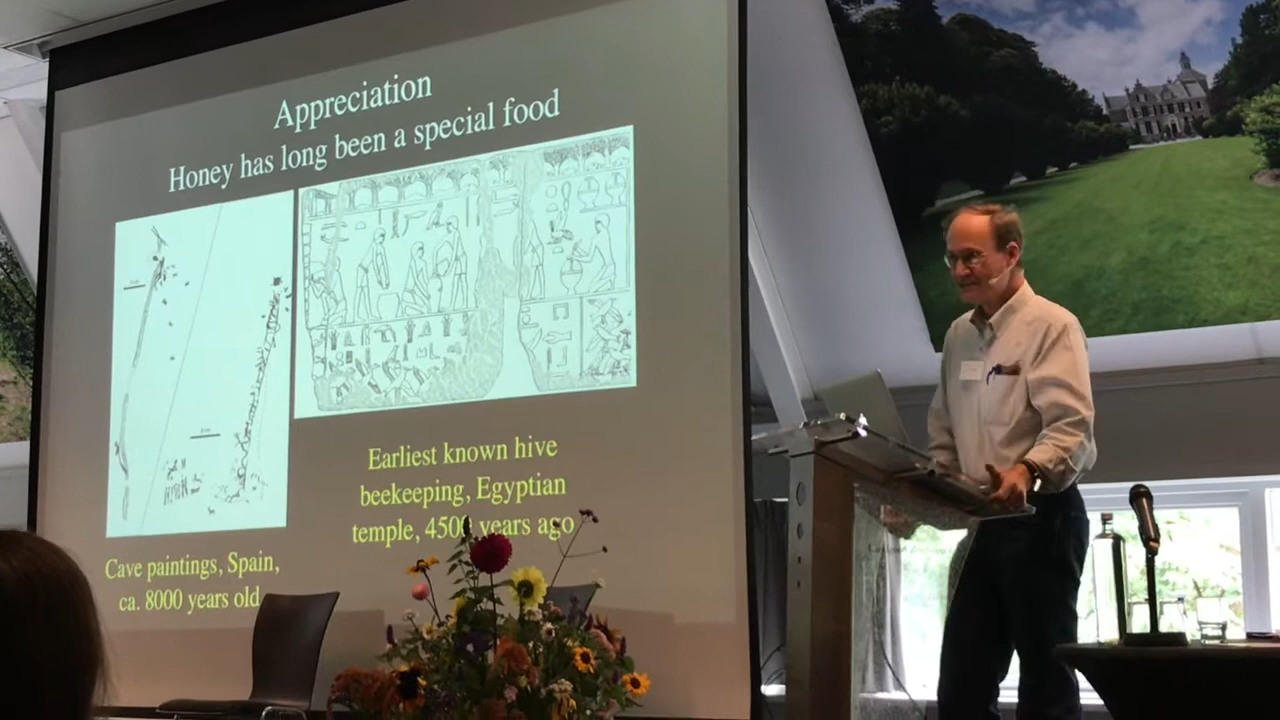 Appreciation
Honey has long been a special food
Cave paintings, Spain,
ca. 8000 years old
Earliest known hive
beekeeping, Egyptian
temple, 4500 years ago